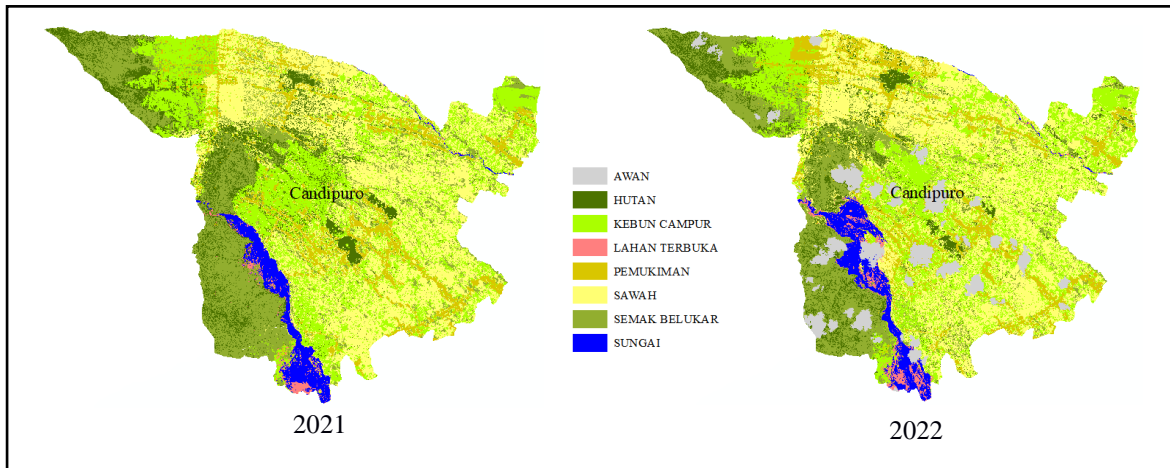 Candipuro
2021
AWAN
HUTAN
KEBUN CAMPUR
LAHAN TERBUKA
PEMUKIMAN
SAWAH
SEMAK BELUKAR
SUNGAI
Candipuro
2022